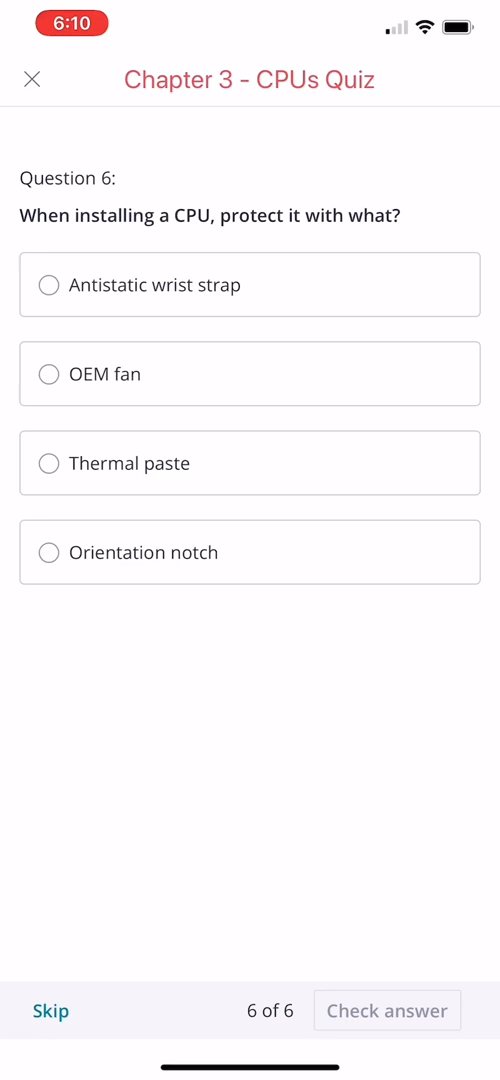 6:10
Chapter 3 - CPUs Quiz
Question 6:
When installing a CPU, protect it with what?
Antistatic wrist strap
OEM fan
Thermal paste
Orientation notch
Skip
6 of 6
Check answer